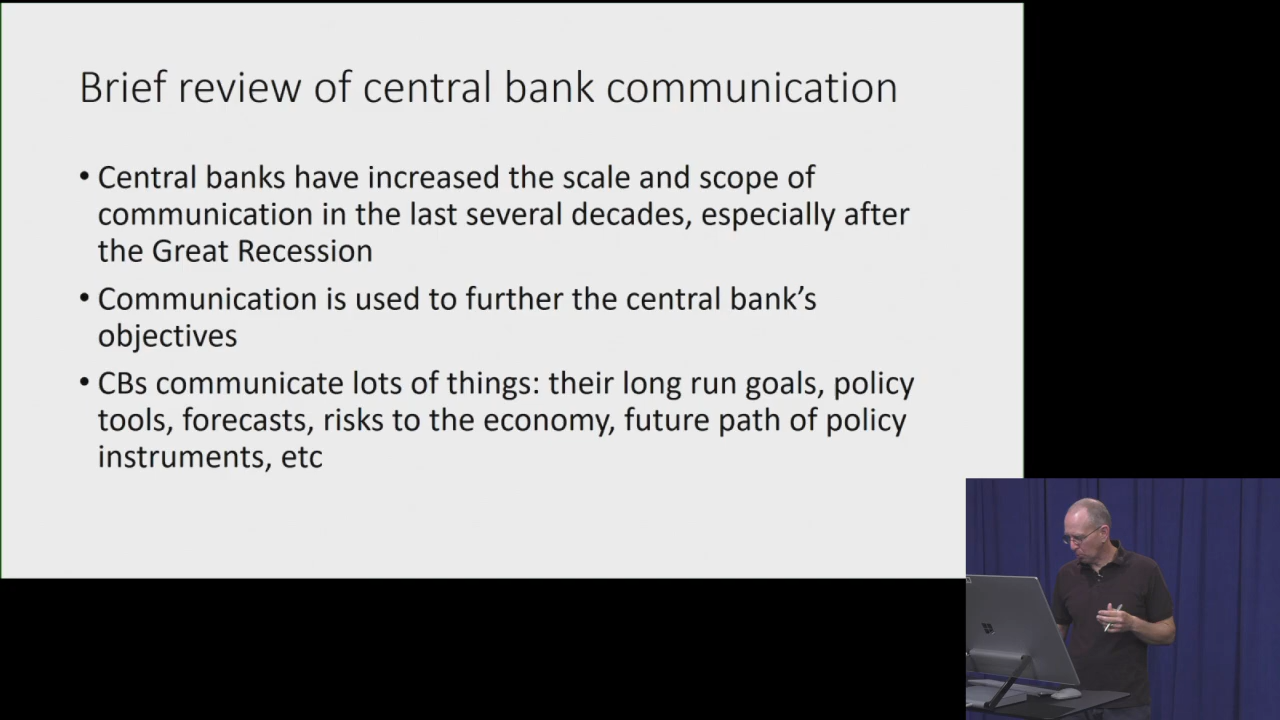 Brief review of central bank communication
• Central banks have increased the scale and scope of
communication in the last several decades, especially after
the Great Recession
• Communication is used to further the central bank’s
objectives
• CBs communicate lots of things: their long run goals, policy
tools, forecasts, risks to the economy, future path of policy
instruments, etc